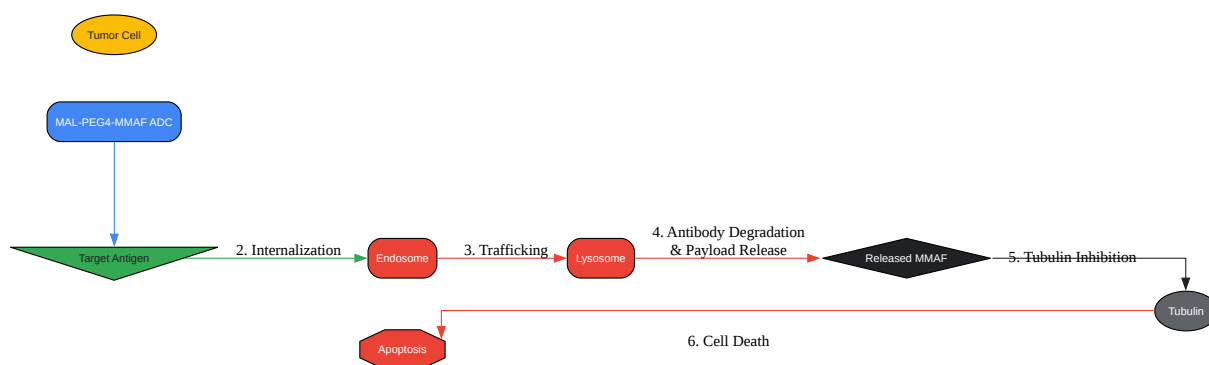 Tumor Cell
MAL-PEG4-MMAF ADC
Target Antigen
2. Internalization
Endosome
3. Trafficking
Lysosome
4. Antibody Degradation
& Payload Release
Released MMAF
5. Tubulin Inhibition
Tubulin
6. Cell Death
Apoptosis